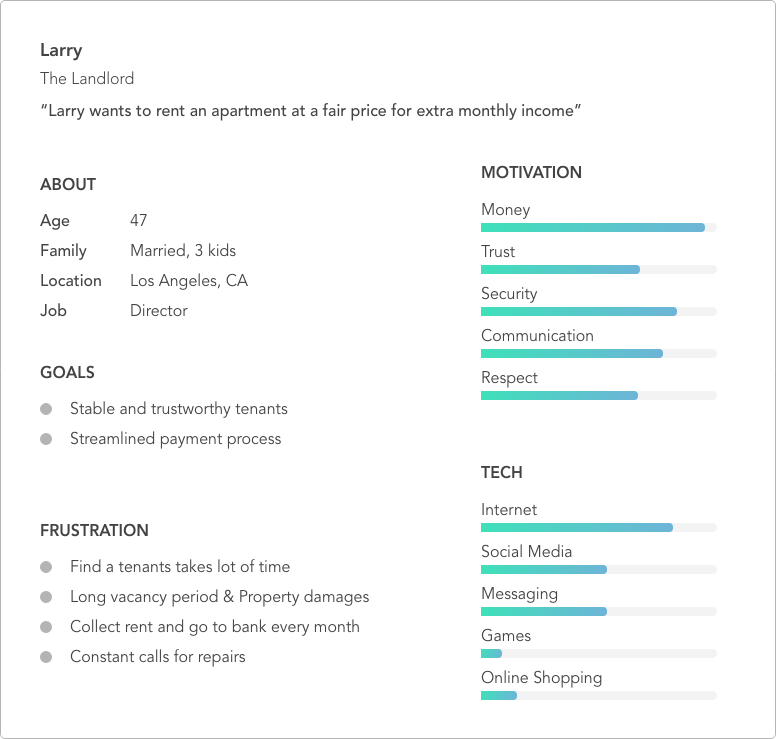 Larry
The Landlord
“Larry wants to rent an apartment at a fair price for extra monthly income”
ABOUT
Age 47
Family Married, 3 kids
Location Los Angeles, CA
Job Director
GOALS
Stable and trustworthy tenants
Streamlined payment process
FRUSTRATION
Find a tenants takes lot of time
Long vacancy period & Property damages
Collect rent and go to bank every month
Constant calls for repairs
MOTIVATION
Money
Trust
Security
Communication
Respect
TECH
Internet
Social Media
Messaging
Games
Online Shopping